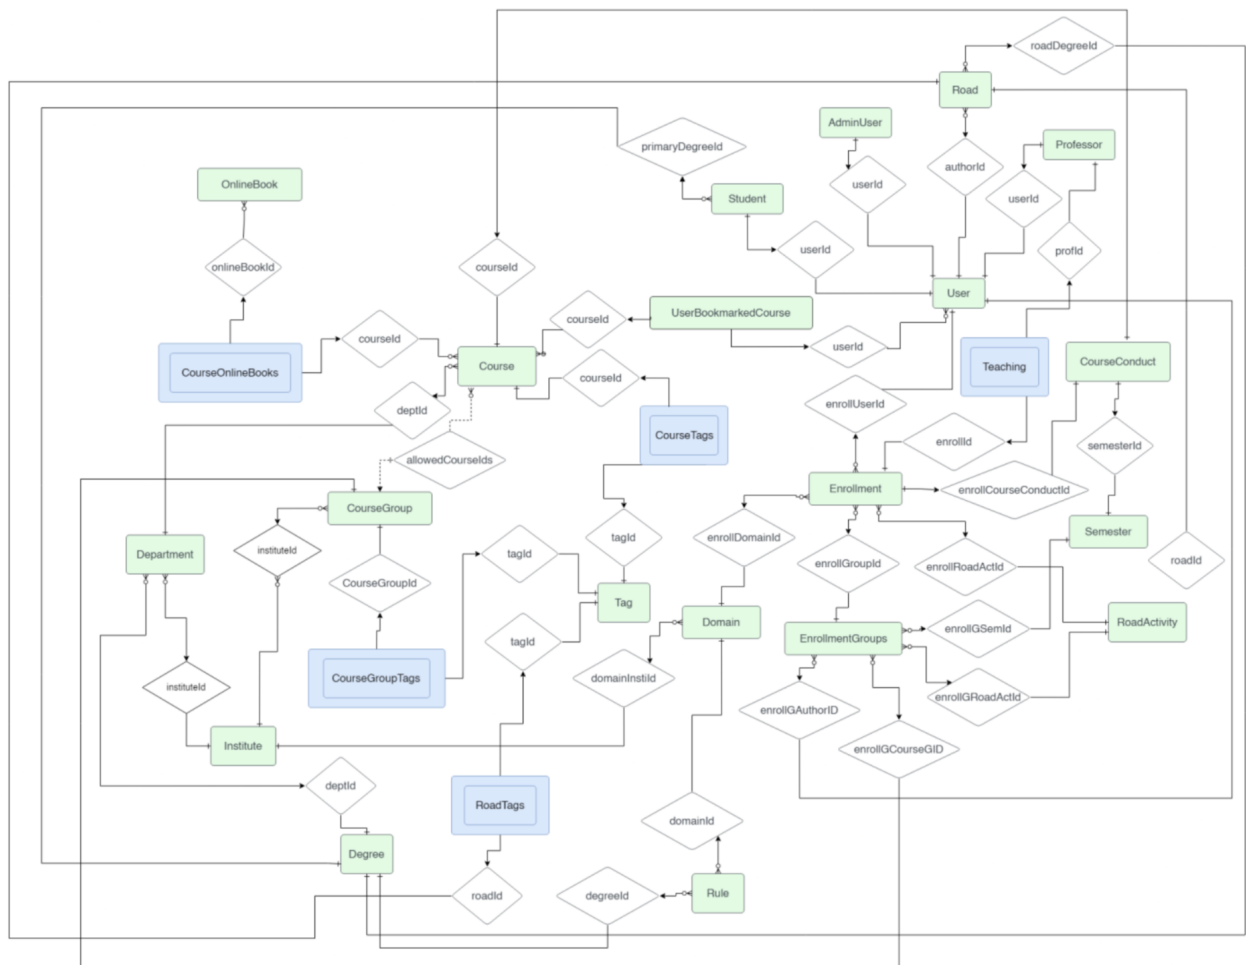 roadDegreeId
Road
AdminUser
Professor
primaryDegreeId
authorId
OnlineBook
userId
Student
userId
userId
profId
onlineBookId
courseId
User
courseId
UserBookmarkedCourse
courseId
userId
CourseConduct
Course
CourseOnlineBooks
Teaching
courseId
deptId
enrollUserId
CourseTags
enrollId
semesterId
allowedCourseIds
Enrollment
enrollCourseConductId
CourseGroup
Semester
Department
instituteId
tagId
tagId
enrollDomainId
enrollGroupId
enrollRoadActId
roadId
CourseGroupId
Tag
Domain
RoadActivity
tagId
EnrollmentGroups
enrollGSemId
CourseGroupTags
domainInstiId
instituteId
enrollGRoadActId
enrollGAuthorID
Institute
enrollGCourseGID
deptId
RoadTags
domainId
Degree
roadId
degreeId
Rule